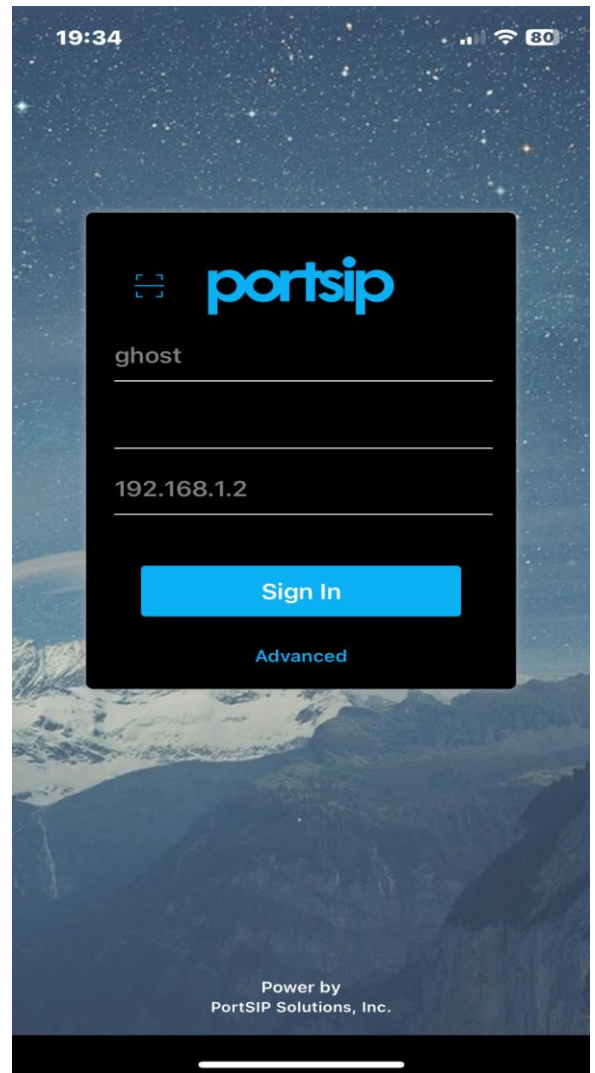 19:34
80
portsip
ghost
192.168.1.2
Sign In
Advanced
Power by
PortSIP Solutions, Inc.